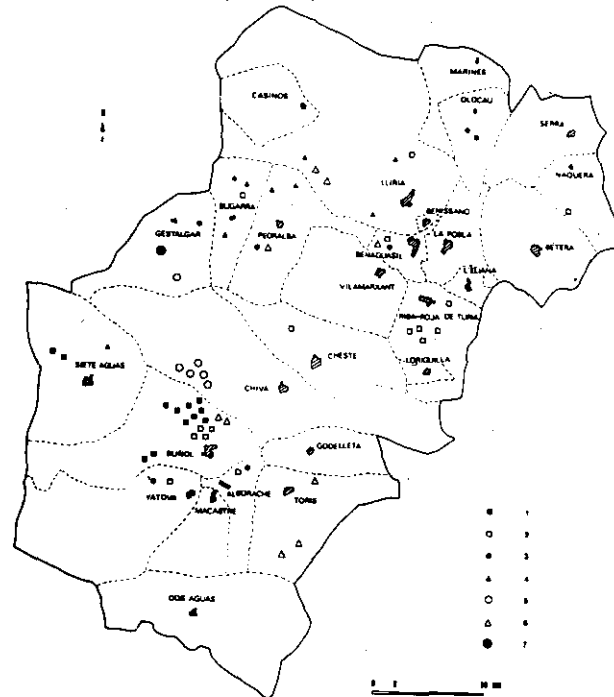 MARINES
OLOCAU
CASINOS
SERRA
NAQUERA
LLIRIA
BUGARRA
BENISSANO
GESTALGAR
PEDRALBA
LA POBLA
BENAGUASIL
BETERA
VILAMARXANT
L'ELIANA
RIBA-ROJA DE TURIA
LORIGUILLA
CHESTE
SIETE AGUAS
CHIVA
GODELLETA
BUÑOL
ALBORACHE
YATOVA
MACASTRE
TORIS
DOS AGUAS
1
2
3
4
5
6
7